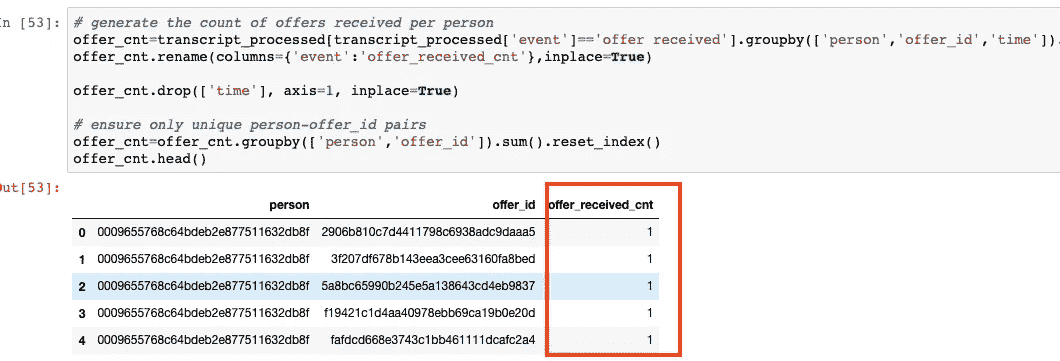 In [53]:
# generate the count of offers received per person
offer_cnt=transcript_processed[transcript_processed['event']=='offer received'].groupby(['person','offer_id','time']).
offer_cnt.rename(columns={'event':'offer_received_cnt'},inplace=True)
offer_cnt.drop(['time'], axis=1, inplace=True)
# ensure only unique person-offer_id pairs
offer_cnt=offer_cnt.groupby(['person','offer_id']).sum().reset_index()
offer_cnt.head()
Out[53]:
person offer_id offer_received_cnt
0 0009655768c64bdeb2e877511632db8f 2906b810c7d4411798c6938adc9daaa5 1
1 0009655768c64bdeb2e877511632db8f 3f207df678b143eea3cee63160fa8bed 1
2 0009655768c64bdeb2e877511632db8f 5a8bc65990b245e5a138643cd4eb9837 1
3 0009655768c64bdeb2e877511632db8f f19421c1d4aa40978ebb69ca19b0e20d 1
4 0009655768c64bdeb2e877511632db8f fafdcd668e3743c1bb461111dcafc2a4 1